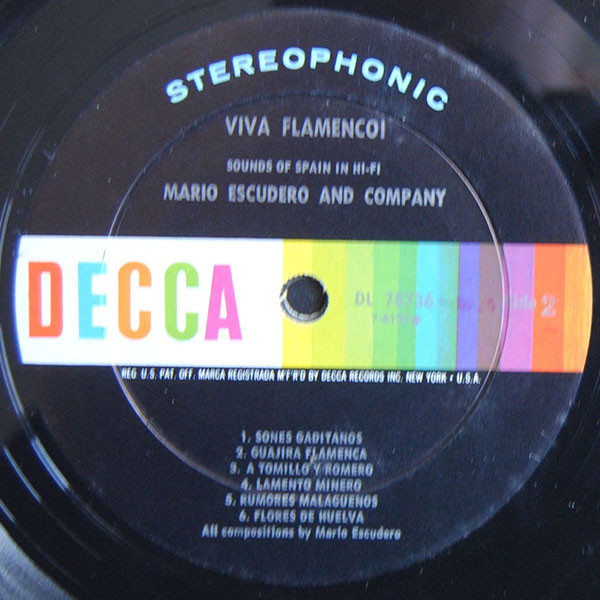 STEREOPHONIC
VIVA FLAMENCO!
SOUNDS OF SPAIN IN HI-FI
MARIO ESCUDERO AND COMPANY
DECCA
DL 78736
Side 2
REG. U.S. PAT. OFF. MARCA REGISTRADA M'F'R'D BY DECCA RECORDS INC. NEW YORK • U.S.A.
1. SONES GADITANOS
2. GUAJIRA FLAMENCA
3. A TOMILLO Y ROMERO
4. LAMENTO MINERO
5. RUMORES MALAGUENOS
6. FLORES DE HUELVA
All compositions by Mario Escudero